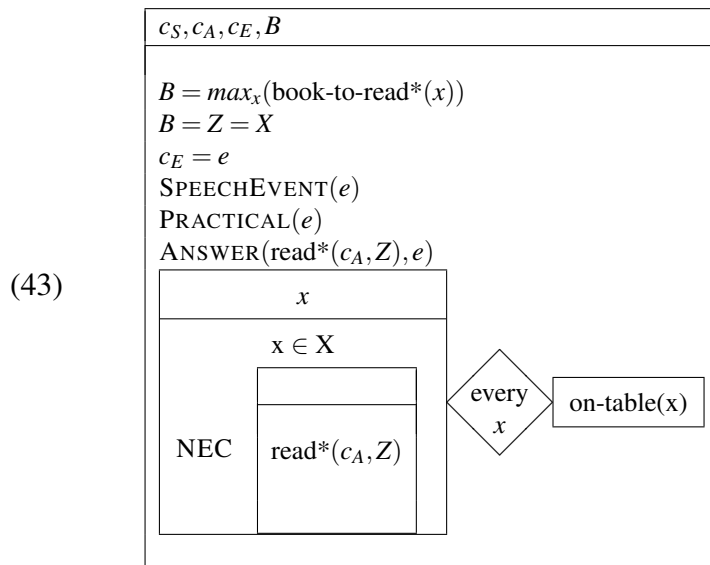 c_S, c_A, c_E, B
B = max_x(book-to-read*(x))
B = Z = X
c_E = e
SPEECHEVENT(e)
PRACTICAL(e)
ANSWER(read*(c_A, Z), e)
(43)
x
x ∈ X
every
x
on-table(x)
NEC
read*(c_A, Z)